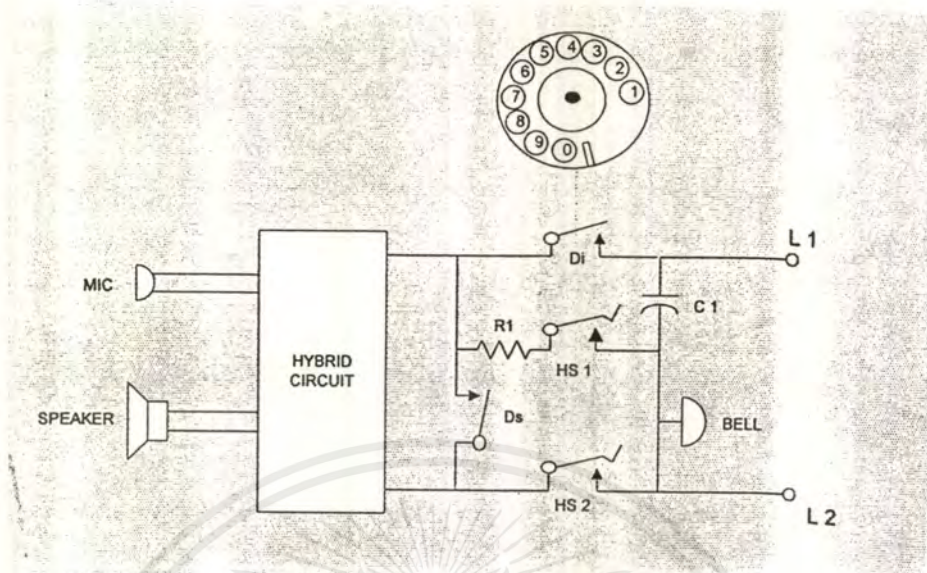 4
5
3
6
2
7
1
8
9
0
L 1
Di
MIC
C 1
R1
HYBRID
CIRCUIT
HS 1
SPEAKER
Ds
BELL
HS 2
L 2